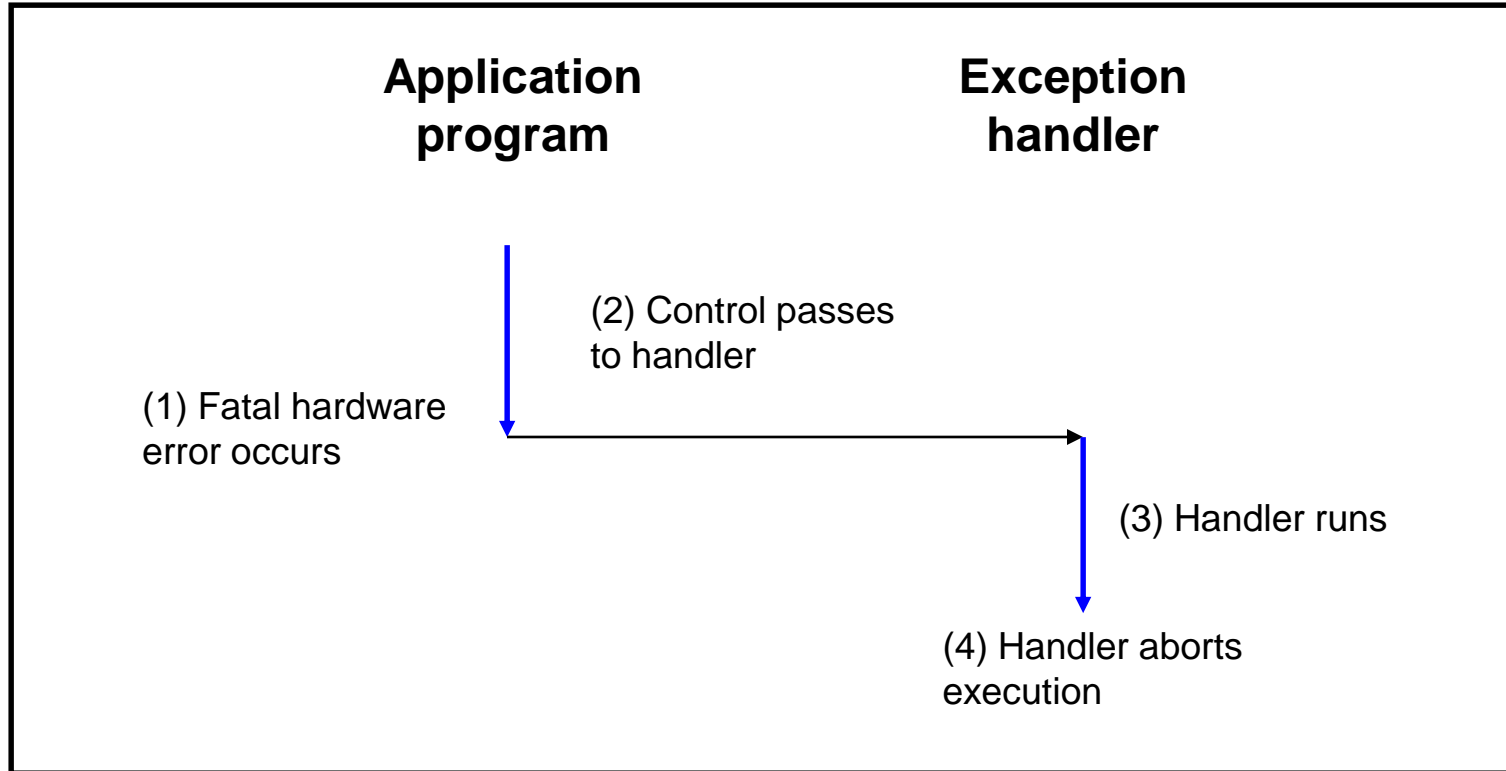 Application
program
Exception
handler
(2) Control passes
to handler
(1) Fatal hardware
error occurs
(3) Handler runs
(4) Handler aborts
execution